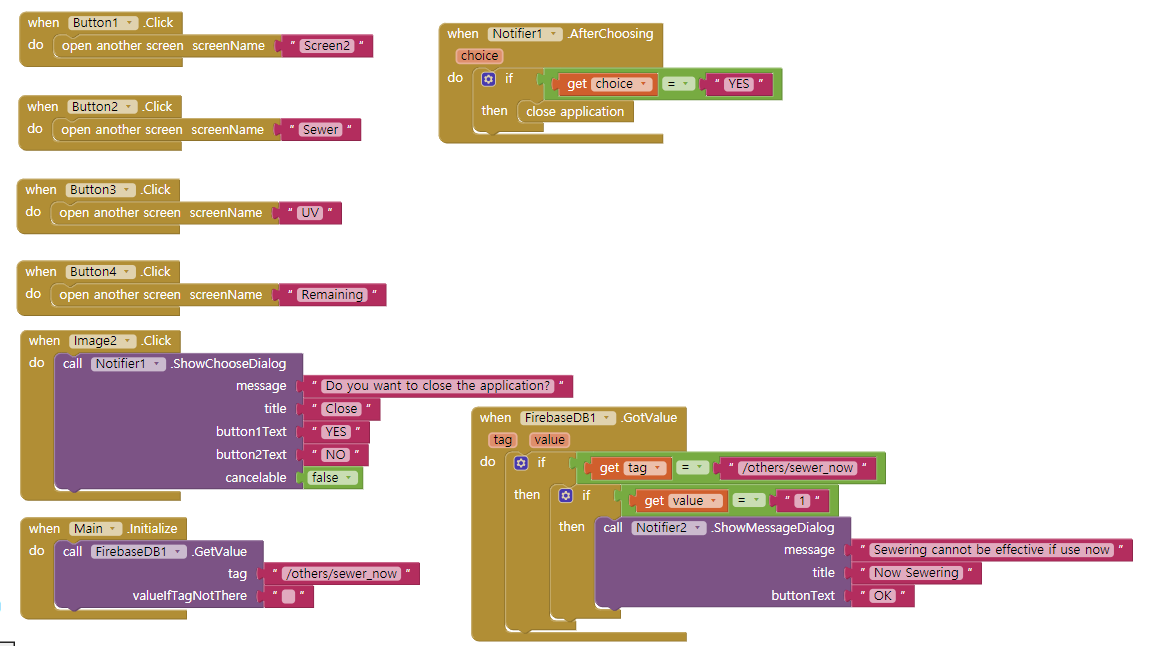 when Button1 .Click
do open another screen screenName " Screen2 "
when Button2 .Click
do open another screen screenName " Sewer "
when Button3 .Click
do open another screen screenName " UV "
when Button4 .Click
do open another screen screenName " Remaining "
when Image2 .Click
do call Notifier1 .ShowChooseDialog
message " Do you want to close the application? "
title " Close "
button1Text " YES "
button2Text " NO "
cancelable false
when Main .Initialize
do call FirebaseDB1 .GetValue
tag " /others/sewer_now "
valueIfTagNotThere " "
when Notifier1 .AfterChoosing
choice
do if get choice = " YES "
then close application
when FirebaseDB1 .GotValue
tag value
do if get tag = " /others/sewer_now "
then if get value = " 1 "
then call Notifier2 .ShowMessageDialog
message " Sewering cannot be effective if use now "
title " Now Sewering "
buttonText " OK "